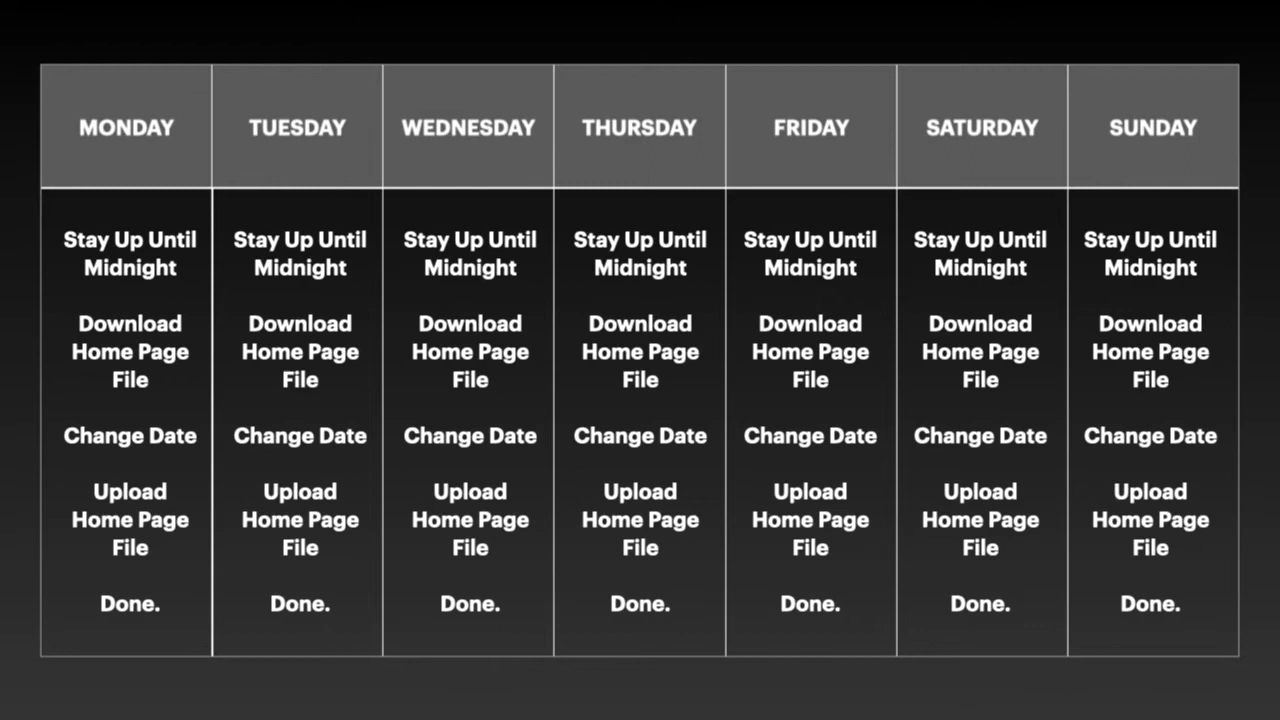 MONDAY
TUESDAY
WEDNESDAY
THURSDAY
FRIDAY
SATURDAY
SUNDAY
Stay Up Until
Midnight
Download
Home Page
File
Change Date
Upload
Home Page
File
Done.
Stay Up Until
Midnight
Download
Home Page
File
Change Date
Upload
Home Page
File
Done.
Stay Up Until
Midnight
Download
Home Page
File
Change Date
Upload
Home Page
File
Done.
Stay Up Until
Midnight
Download
Home Page
File
Change Date
Upload
Home Page
File
Done.
Stay Up Until
Midnight
Download
Home Page
File
Change Date
Upload
Home Page
File
Done.
Stay Up Until
Midnight
Download
Home Page
File
Change Date
Upload
Home Page
File
Done.
Stay Up Until
Midnight
Download
Home Page
File
Change Date
Upload
Home Page
File
Done.